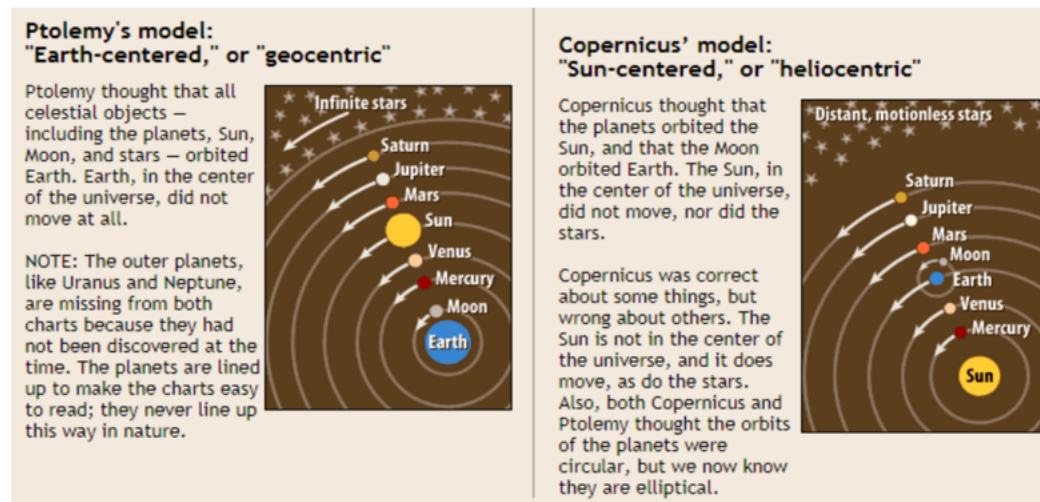 Ptolemy's model:
"Earth-centered," or "geocentric"
Ptolemy thought that all
celestial objects —
including the planets, Sun,
Moon, and stars — orbited
Earth. Earth, in the center
of the universe, did not
move at all.
NOTE: The outer planets,
like Uranus and Neptune,
are missing from both
charts because they had
not been discovered at the
time. The planets are lined
up to make the charts easy
to read; they never line up
this way in nature.
Infinite stars
Saturn
Jupiter
Mars
Sun
Venus
Mercury
Moon
Earth
Copernicus’ model:
"Sun-centered," or "heliocentric"
Copernicus thought that
the planets orbited the
Sun, and that the Moon
orbited Earth. The Sun, in
the center of the universe,
did not move, nor did the
stars.
Copernicus was correct
about some things, but
wrong about others. The
Sun is not in the center of
the universe, and it does
move, as do the stars.
Also, both Copernicus and
Ptolemy thought the orbits
of the planets were
circular, but we now know
they are elliptical.
Distant, motionless stars
Saturn
Jupiter
Mars
Moon
Earth
Venus
Mercury
Sun